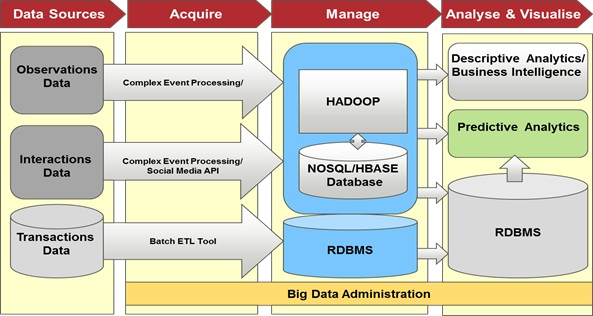 Data Sources
Acquire
Manage
Analyse & Visualise
Observations
Data
Complex Event Processing/
HADOOP
Descriptive Analytics/
Business Intelligence
Predictive Analytics
Interactions
Data
Complex Event Processing/
Social Media API
NOSQL/HBASE
Database
Transactions
Data
Batch ETL Tool
RDBMS
RDBMS
Big Data Administration